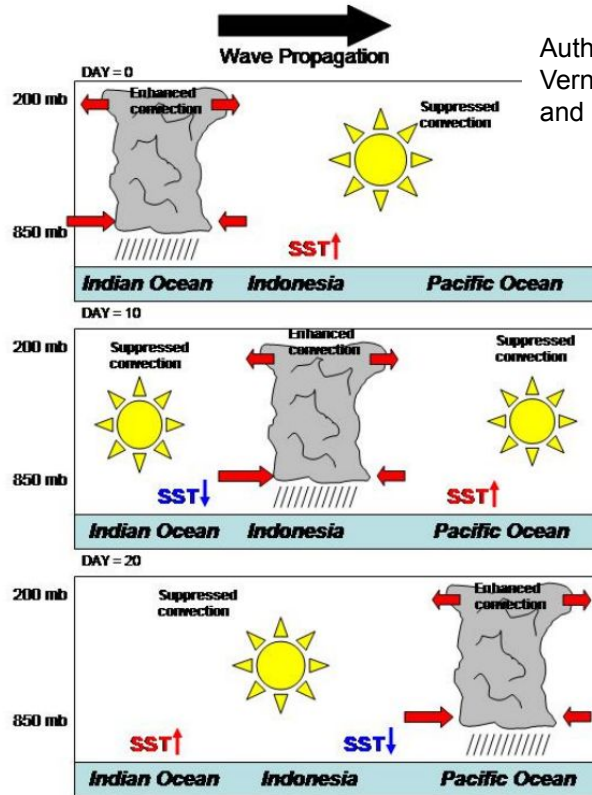 Wave Propagation
Auth
Vern
and
DAY = 0
200 mb
Enhanced
convection
Suppressed
convection
850 mb
SST↑
Indian Ocean Indonesia Pacific Ocean
DAY = 10
200 mb
Suppressed
convection
Enhanced
convection
Suppressed
convection
850 mb
SST↓ SST↑
Indian Ocean Indonesia Pacific Ocean
DAY = 20
200 mb
Suppressed
convection
Enhanced
convection
850 mb
SST↑ SST↓
Indian Ocean Indonesia Pacific Ocean